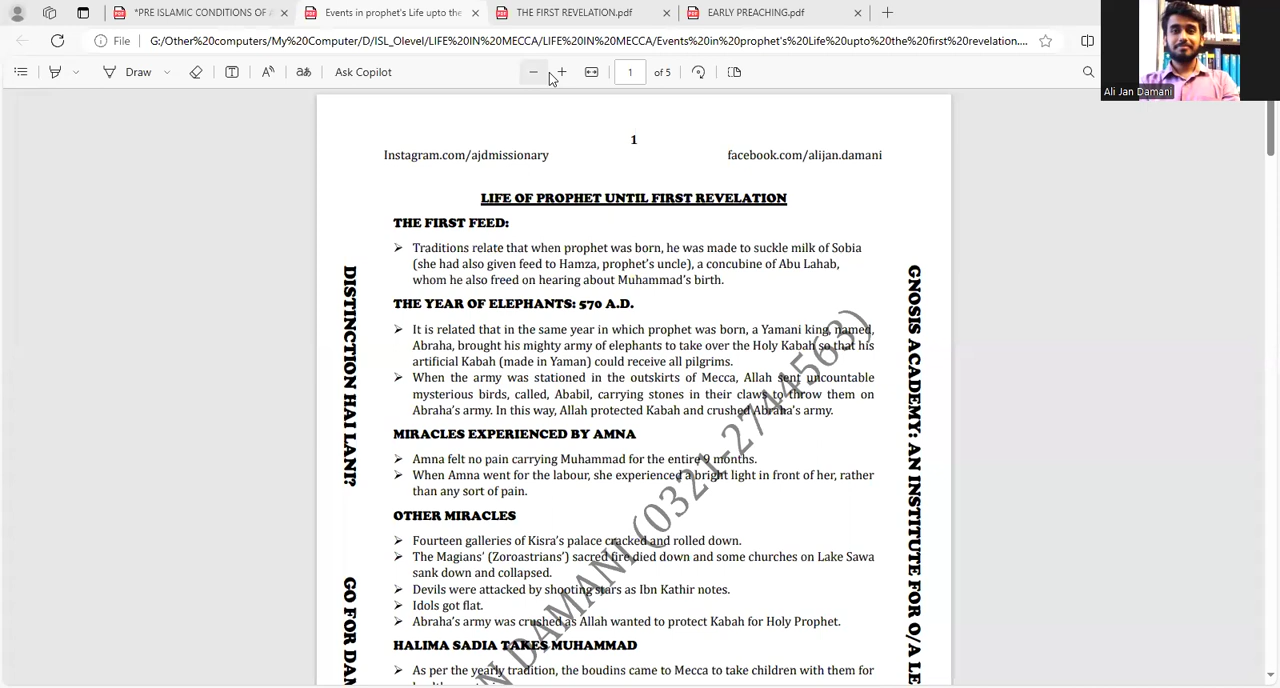 *PRE ISLAMIC CONDITIONS OF A
Events in prophet's Life upto the
THE FIRST REVELATION.pdf
EARLY PREACHING.pdf
File
G:/Other%20computers/My%20Computer/D/ISL_Olevel/LIFE%20IN%20MECCA/LIFE%20IN%20MECCA/Events%20in%20prophet's%20Life%20upto%20the%20first%20revelation....
Draw
Ask Copilot
1 of 5
Ali Jan Damani
1
Instagram.com/ajdmissionary
facebook.com/alijan.damani
LIFE OF PROPHET UNTIL FIRST REVELATION
THE FIRST FEED:
➢ Traditions relate that when prophet was born, he was made to suckle milk of Sobia
(she had also given feed to Hamza, prophet's uncle), a concubine of Abu Lahab,
whom he also freed on hearing about Muhammad's birth.
THE YEAR OF ELEPHANTS: 570 A.D.
➢ It is related that in the same year in which prophet was born, a Yamani king, named,
Abraha, brought his mighty army of elephants to take over the Holy Kabah so that his
artificial Kabah (made in Yaman) could receive all pilgrims.
➢ When the army was stationed in the outskirts of Mecca, Allah sent uncountable
mysterious birds, called, Ababil, carrying stones in their claws to throw them on
Abraha's army. In this way, Allah protected Kabah and crushed Abraha's army.
MIRACLES EXPERIENCED BY AMNA
➢ Amna felt no pain carrying Muhammad for the entire 9 months.
➢ When Amna went for the labour, she experienced a bright light in front of her, rather
than any sort of pain.
OTHER MIRACLES
➢ Fourteen galleries of Kisra's palace cracked and rolled down.
➢ The Magians' (Zoroastrians') sacred fire died down and some churches on Lake Sawa
sank down and collapsed.
➢ Devils were attacked by shooting stars as Ibn Kathir notes.
➢ Idols got flat.
➢ Abraha's army was crushed as Allah wanted to protect Kabah for Holy Prophet.
HALIMA SADIA TAKES MUHAMMAD
➢ As per the yearly tradition, the boudins came to Mecca to take children with them for
DISTINCTION HAI LANI?
GO FOR DAN
GNOSIS ACADEMY: AN INSTITUTE FOR O/A LE
N DAMANI (0321-2744563)